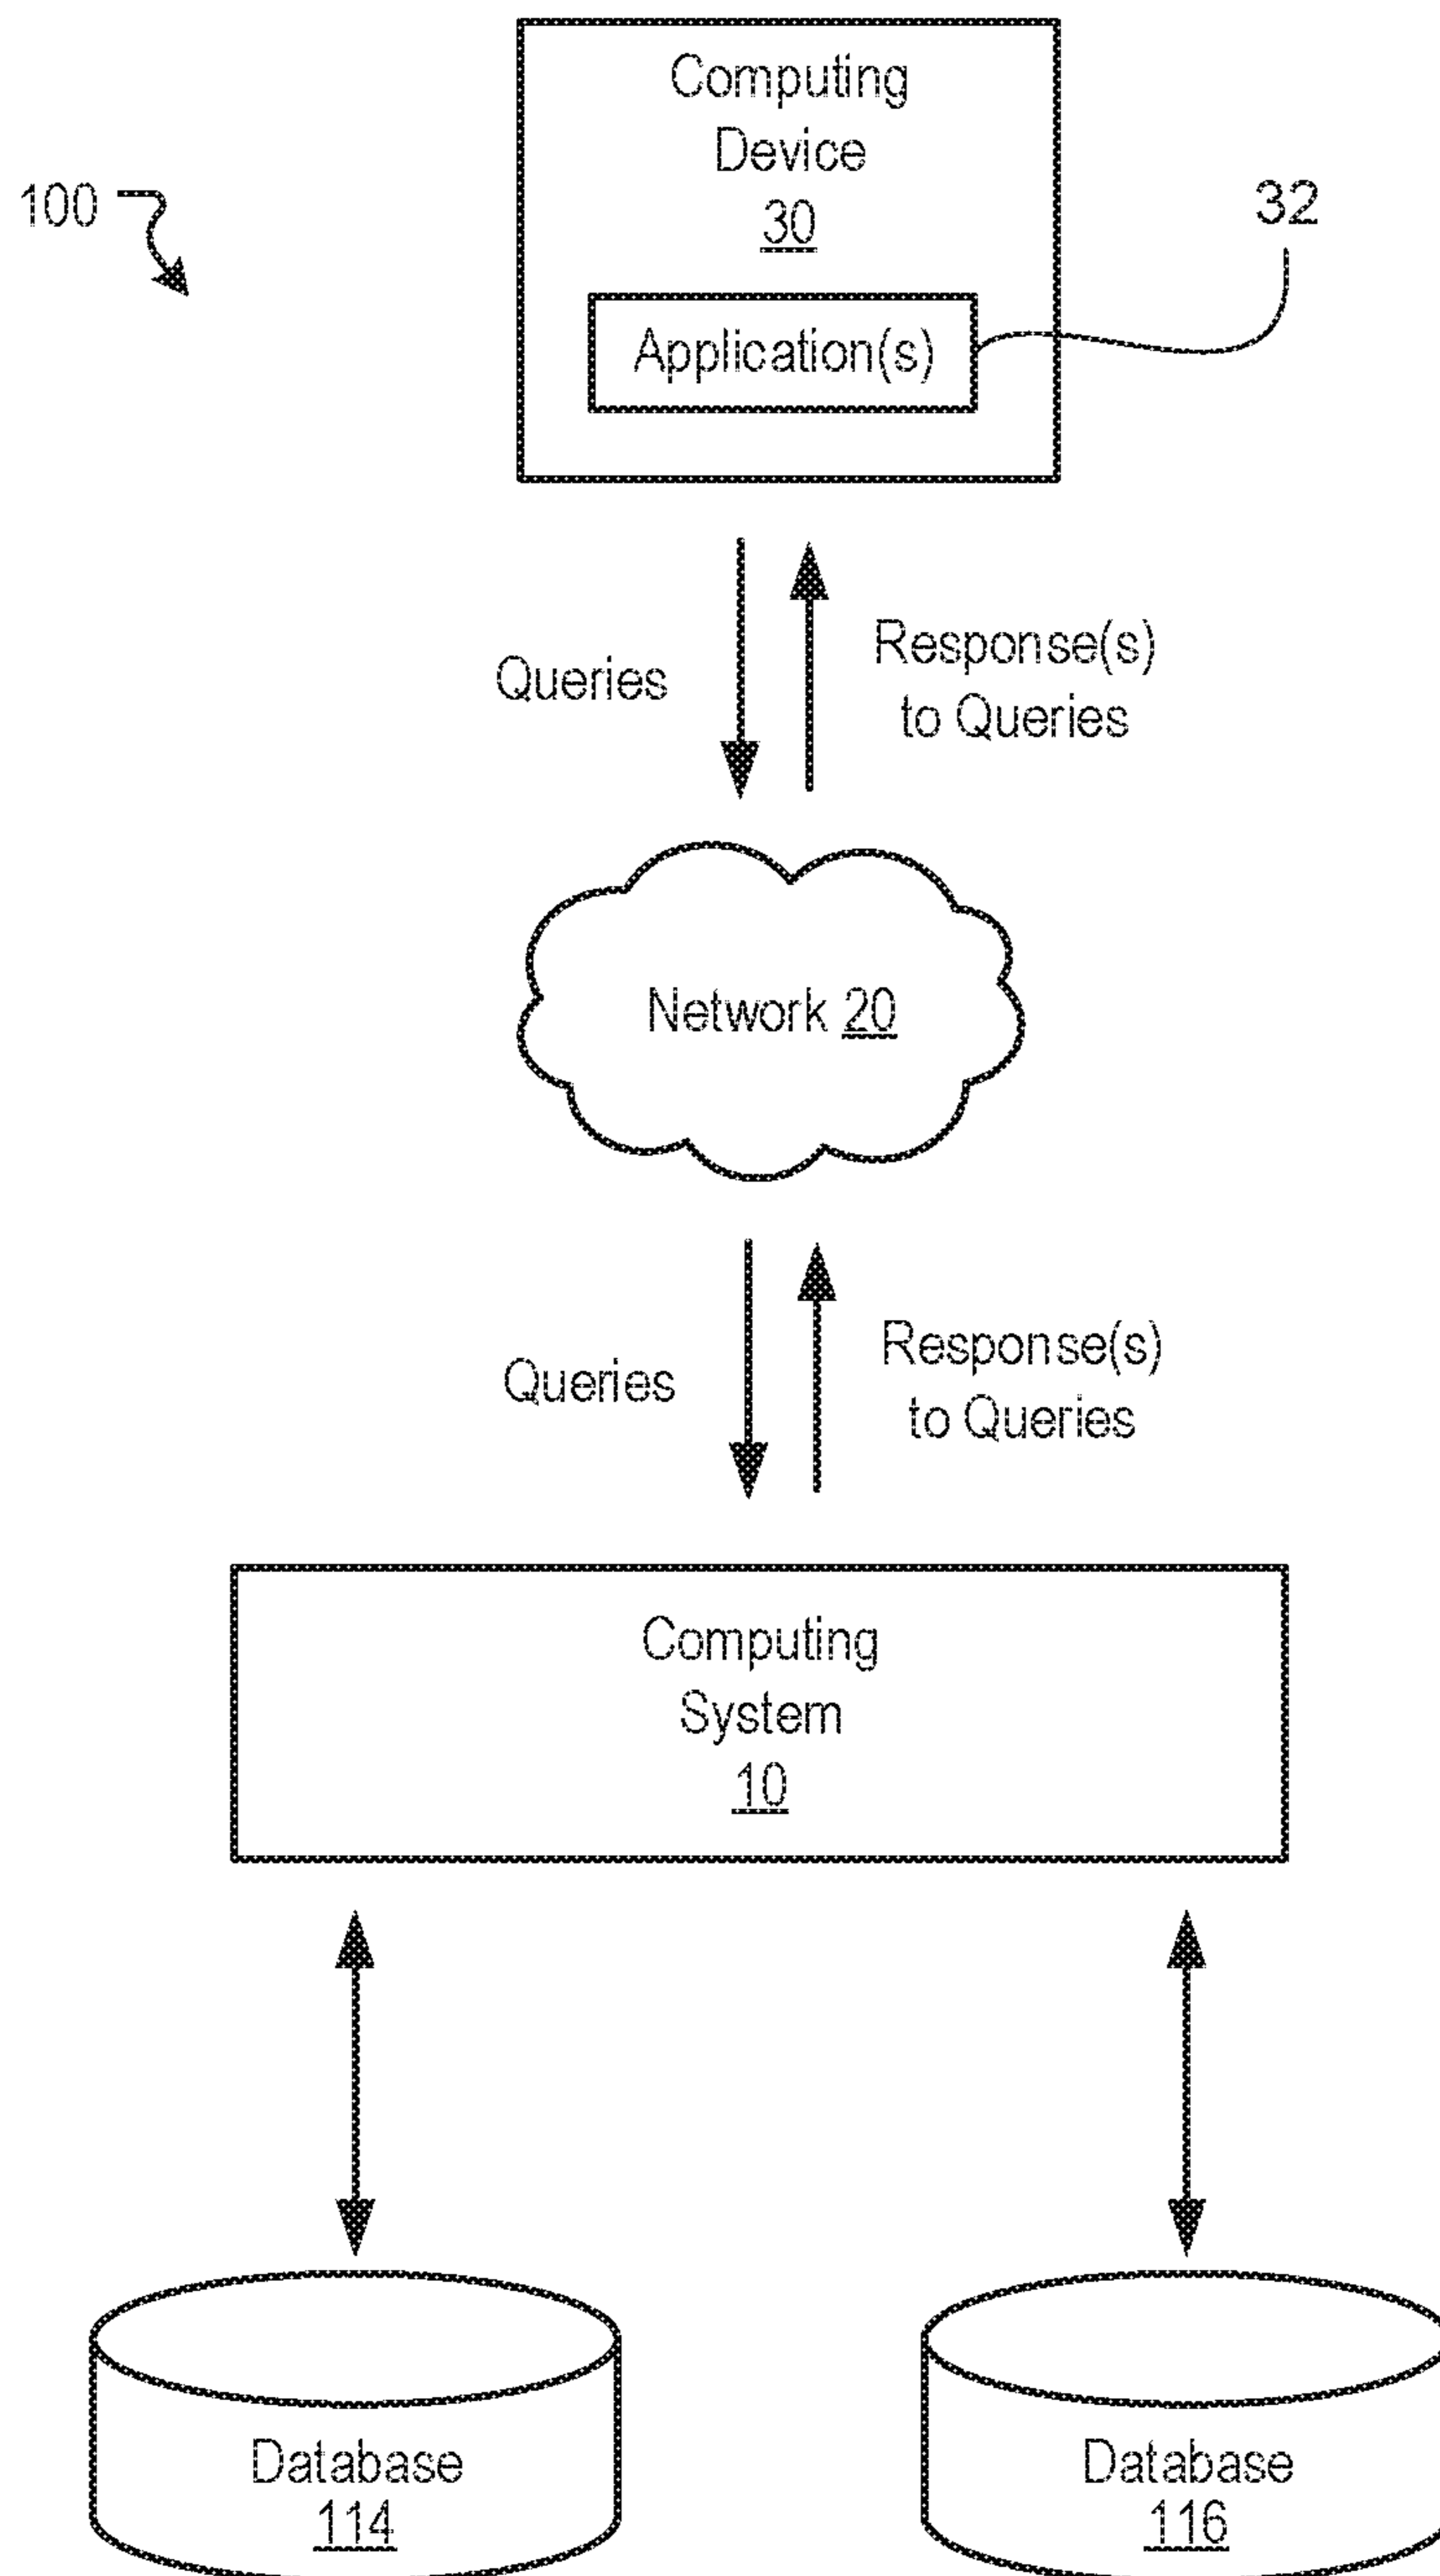 Computing
Device
30
100
32
Application(s)
Queries
Response(s)
to Queries
Network 20
Queries
Response(s)
to Queries
Computing
System
10
Database
114
Database
116